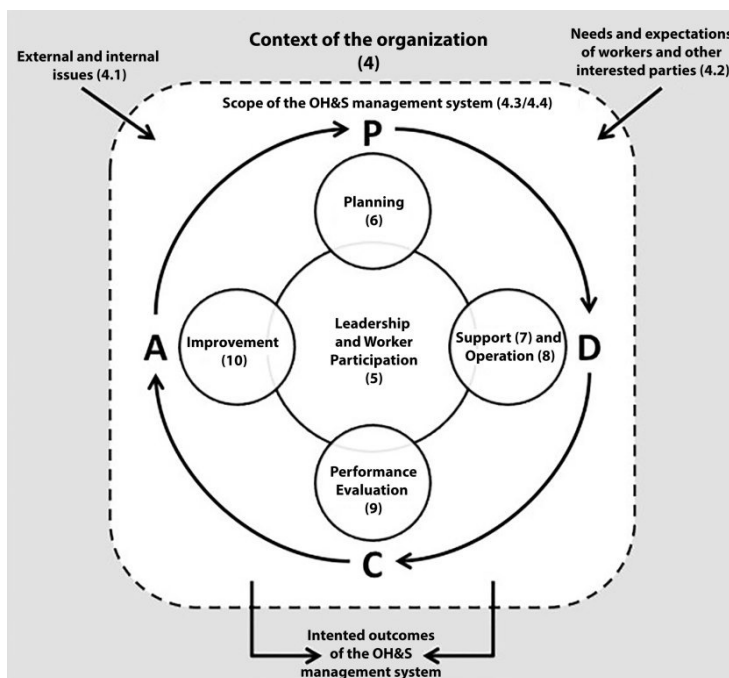 Context of the organization
(4)
External and internal
issues (4.1)
Needs and expectations
of workers and other
interested parties (4.2)
Scope of the OH&S management system (4.3/4.4)
P
Planning
(6)
A
Improvement
(10)
Leadership
and Worker
Participation
(5)
Support (7) and
Operation (8)
D
Performance
Evaluation
(9)
C
Intented outcomes
of the OH&S
management system